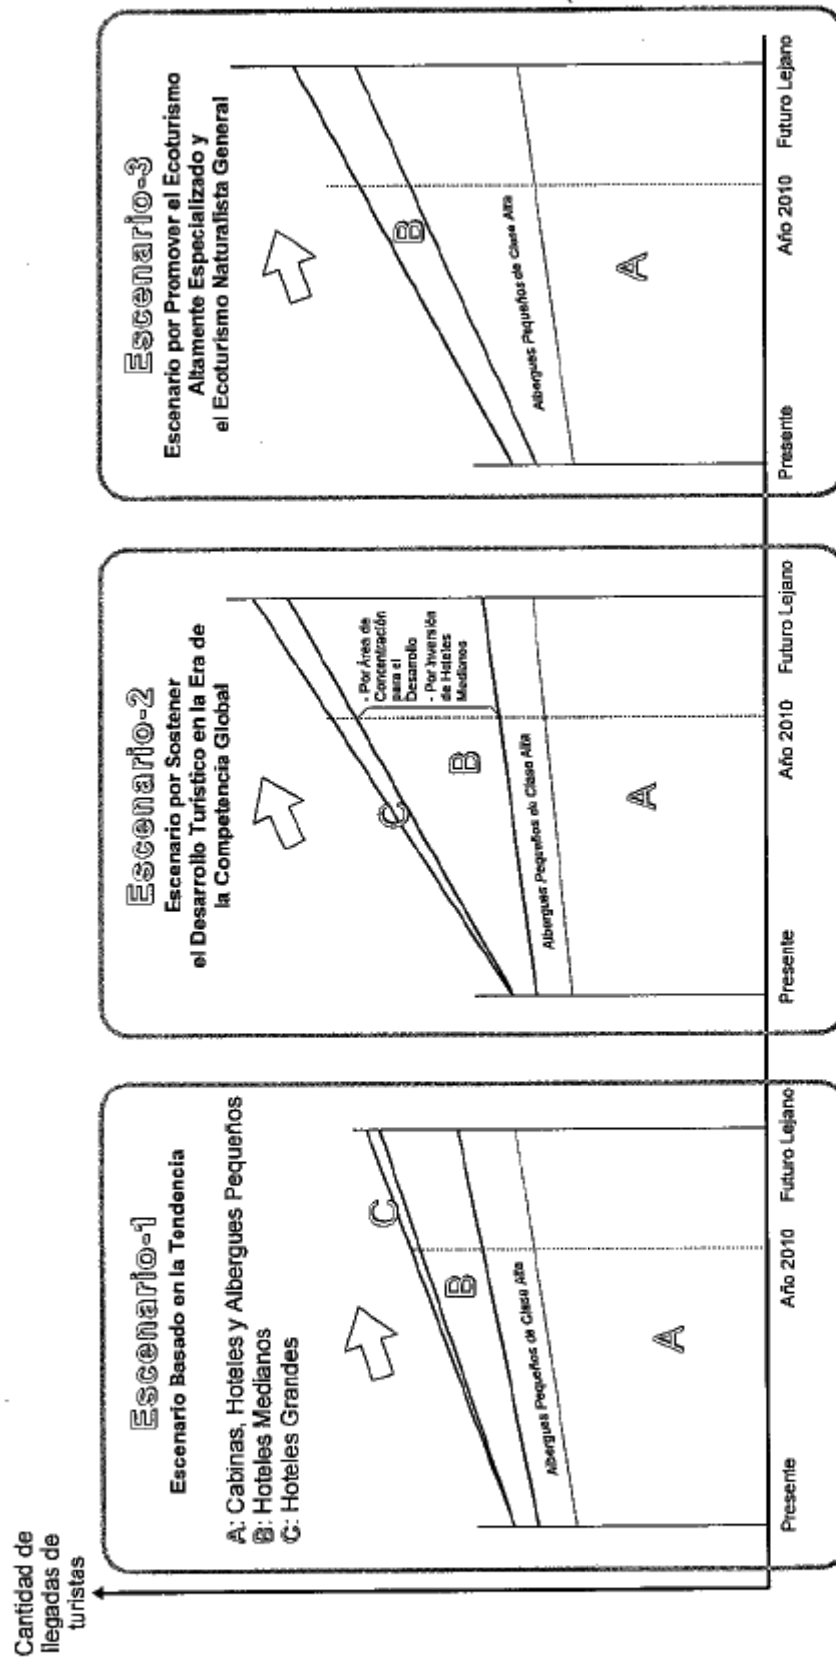 Cantidad de
llegadas de
turistas
Escenario-1
Escenario Basado en la Tendencia
A: Cabinas, Hoteles y Albergues Pequeños
B: Hoteles Medianos
C: Hoteles Grandes
C
B
Albergues Pequeños de Clase Alta
A
Presente
Año 2010
Futuro Lejano
Escenario-2
Escenario por Sostener
el Desarrollo Turístico en la Era de
la Competencia Global
C
- Por Área de
Concentración
para el
Desarrollo
- Por Inversión
de Hoteles
Medianos
B
Albergues Pequeños de Clase Alta
A
Presente
Año 2010
Futuro Lejano
Escenario-3
Escenario por Promover el Ecoturismo
Altamente Especializado y
el Ecoturismo Naturalista General
B
Albergues Pequeños de Clase Alta
A
Presente
Año 2010
Futuro Lejano